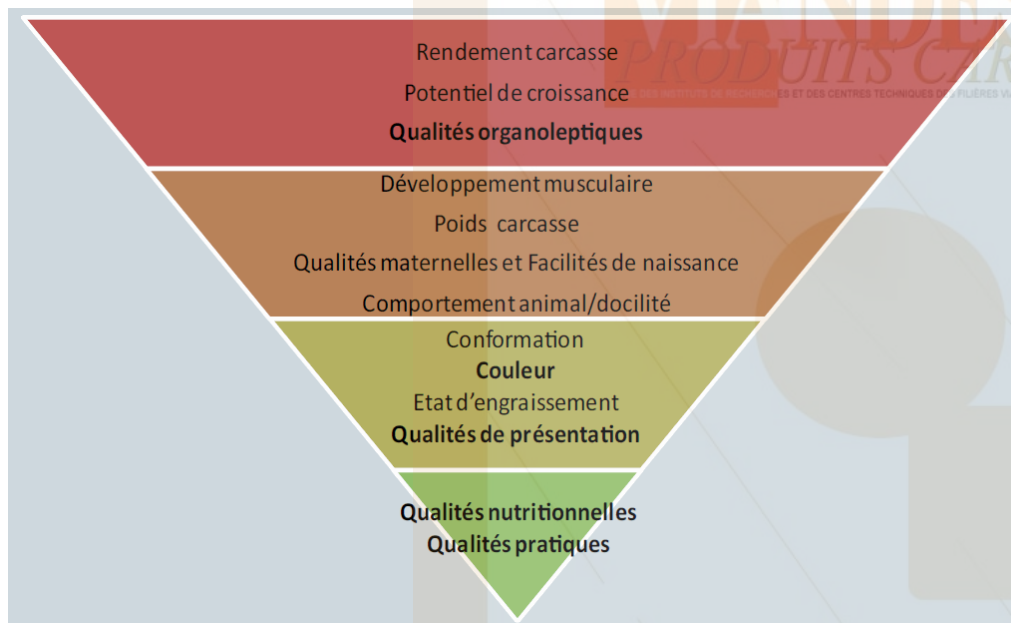 PRODUITS CAR
Rendement carcasse
Potentiel de croissance
Qualités organoleptiques
Développement musculaire
Poids carcasse
Qualités maternelles et Facilités de naissance
Comportement animal/docilité
Conformation
Couleur
Etat d’engraissement
Qualités de présentation
Qualités nutritionnelles
Qualités pratiques